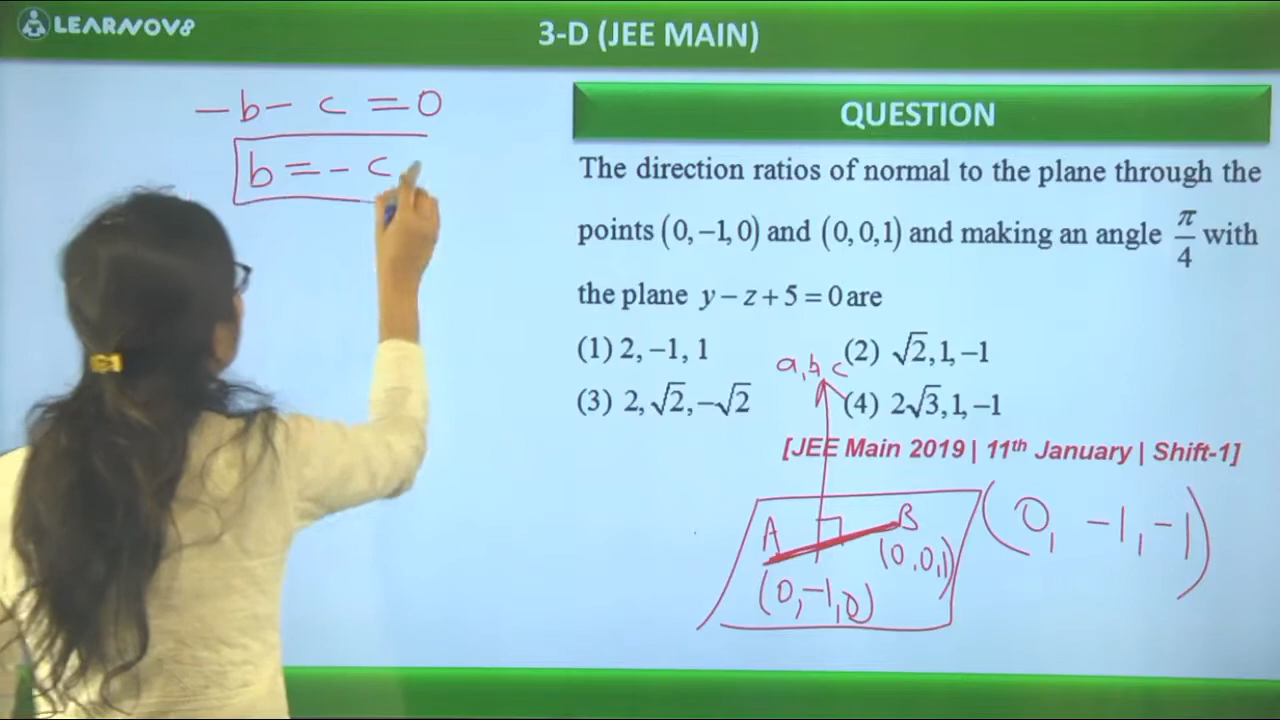 LEARNOV8
3-D (JEE MAIN)
-b- c =0
b=-c
QUESTION
The direction ratios of normal to the plane through the
points (0,−1,0) and (0,0,1) and making an angle π/4 with
the plane y−z+5=0 are
(1) 2,−1,1
(2) √2,1,−1
(3) 2,√2,−√2
(4) 2√3,1,−1
a,b,c
[JEE Main 2019 | 11th January | Shift-1]
A
B
(0,0,1)
(0,-1,0)
(0, -1,-1)